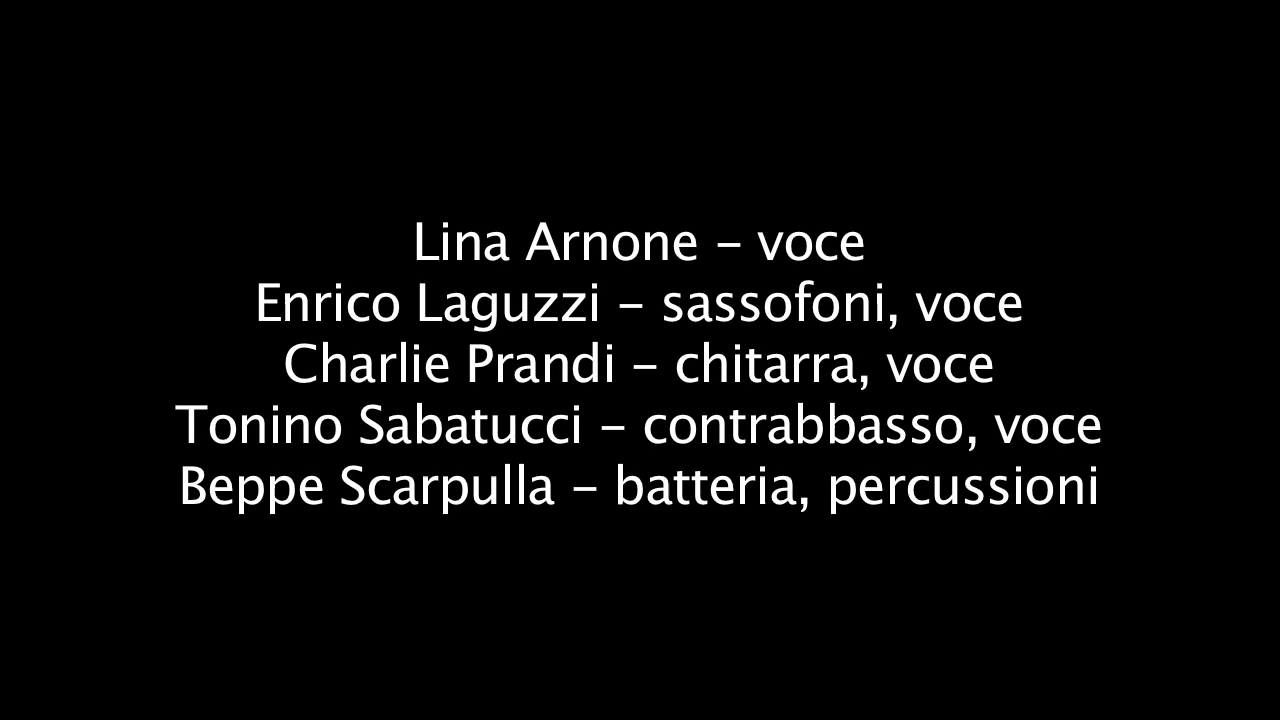 Lina Arnone – voce
Enrico Laguzzi – sassofoni, voce
Charlie Prandi – chitarra, voce
Tonino Sabatucci – contrabbasso, voce
Beppe Scarpulla – batteria, percussioni